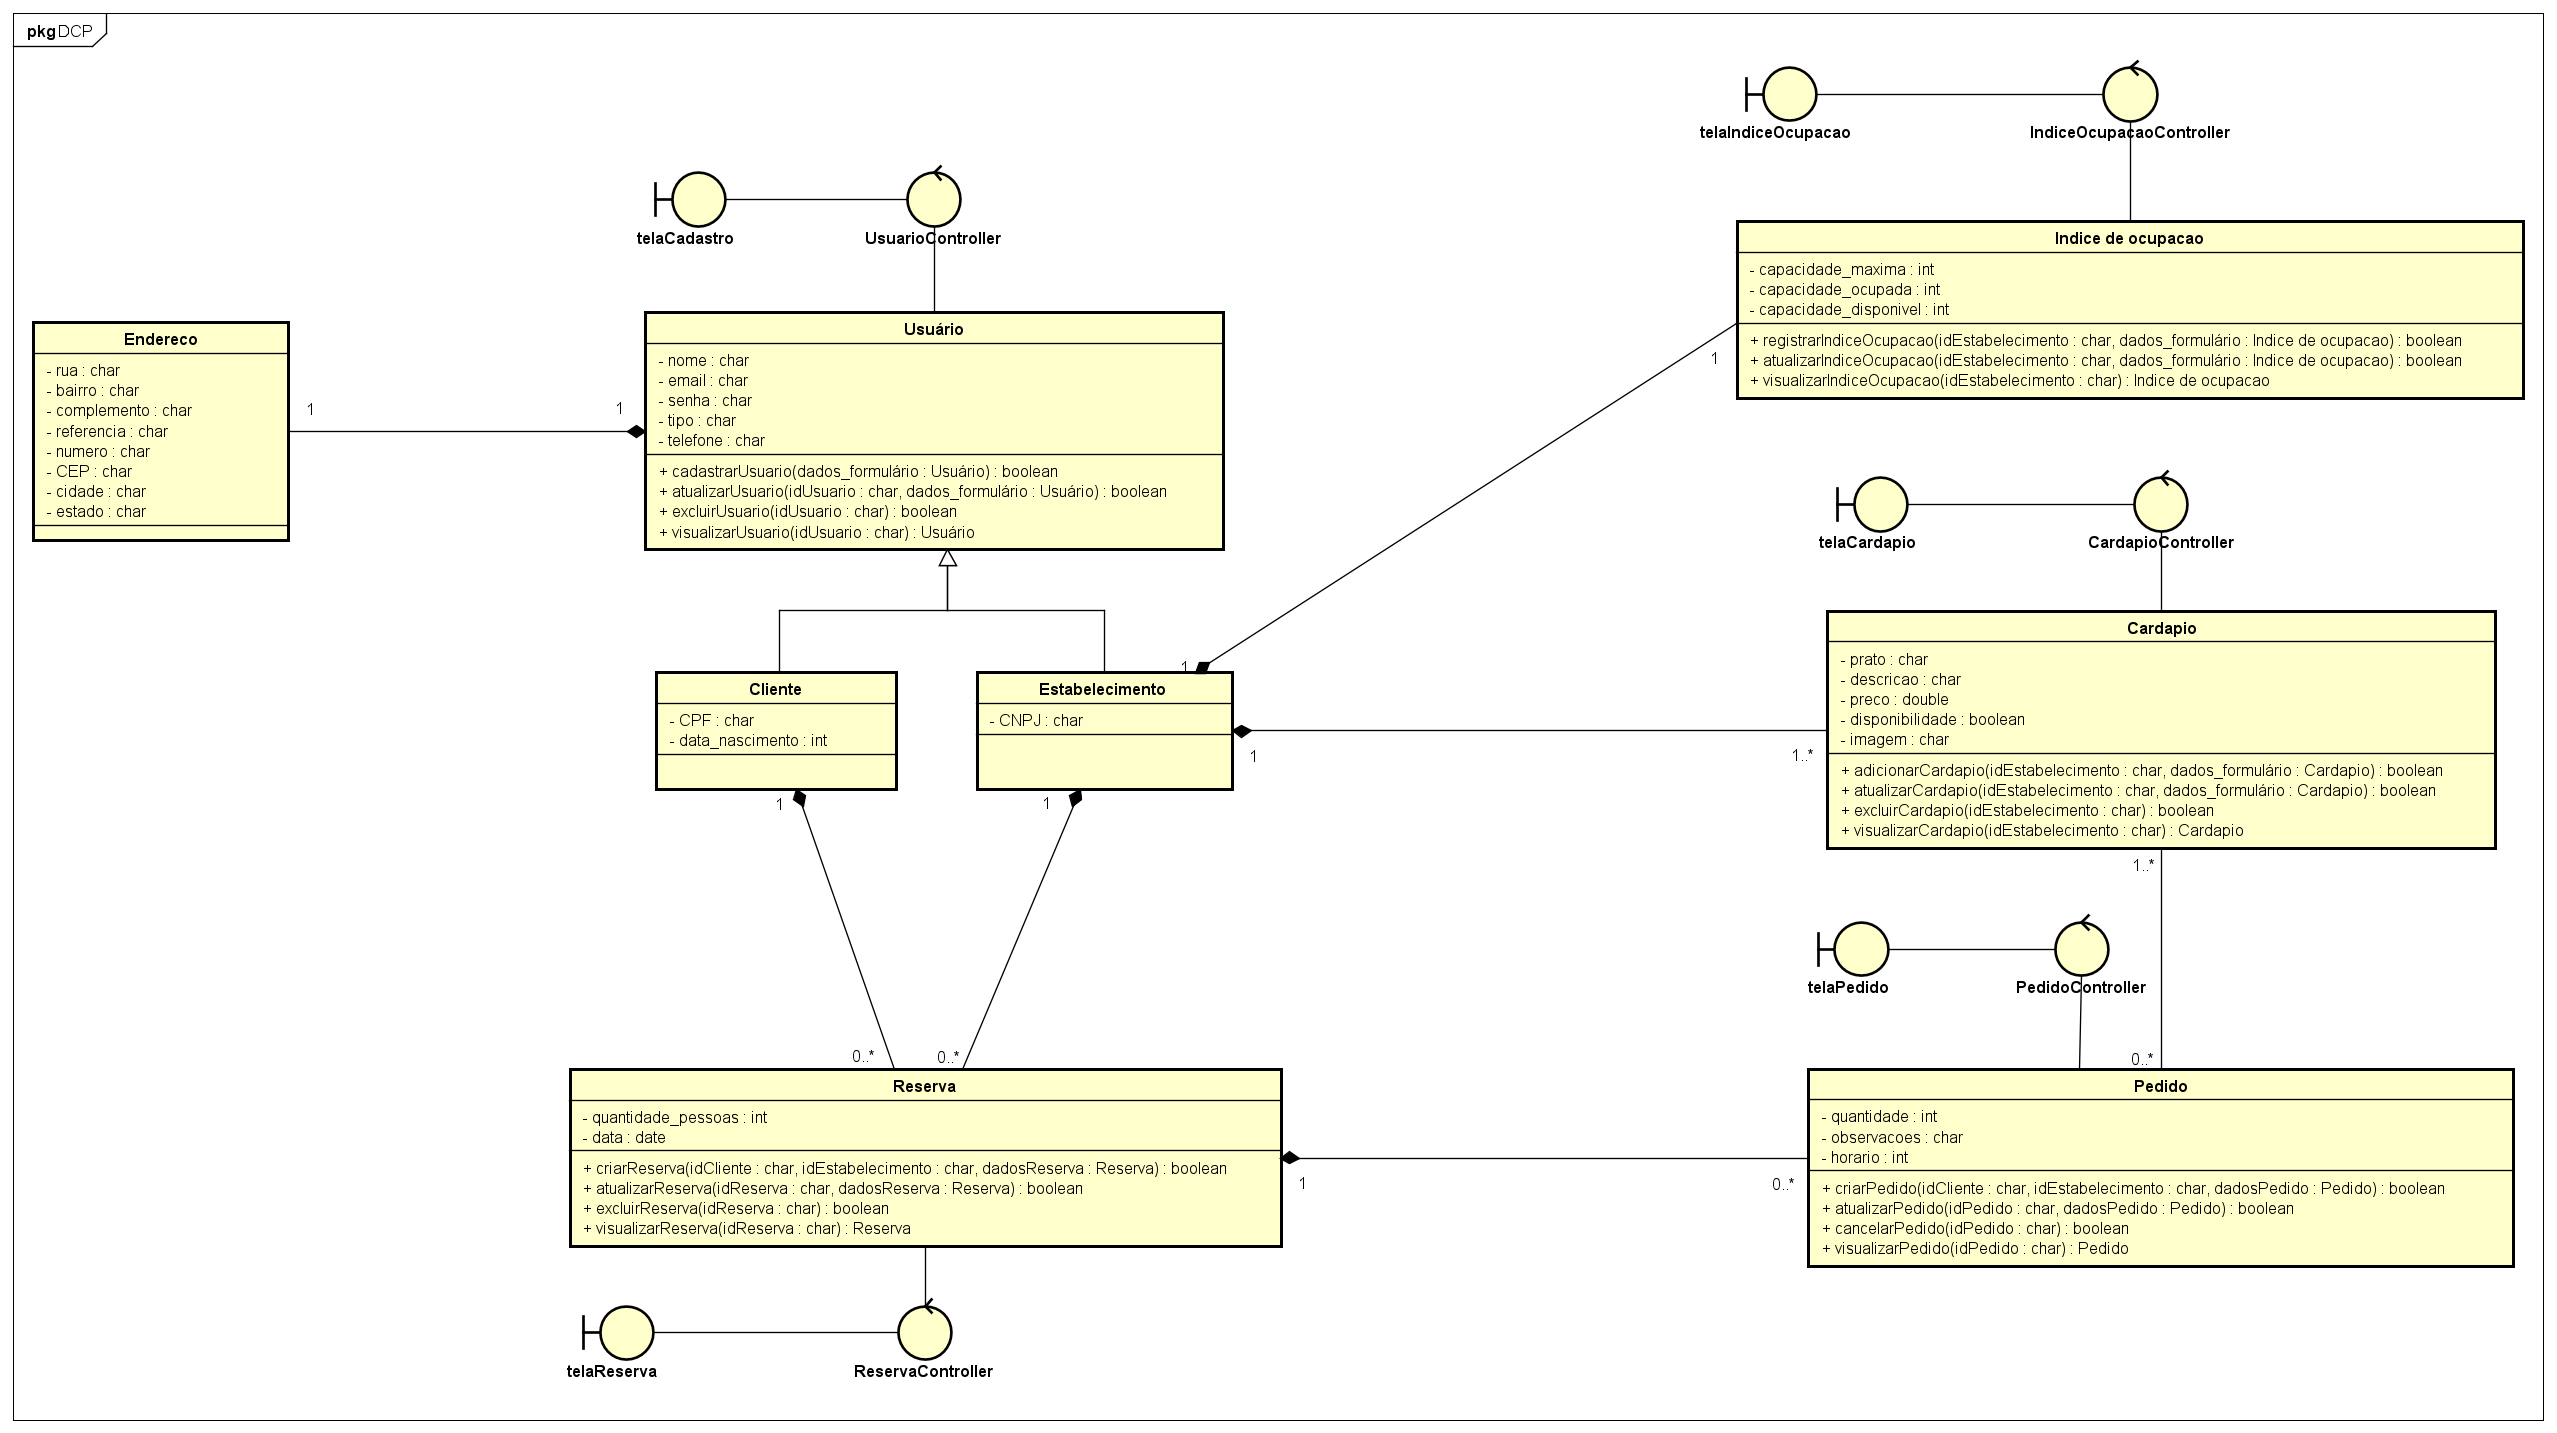 pkg DCP
telaIndiceOcupacao
IndiceOcupacaoController
telaCadastro
UsuarioController
Indice de ocupacao
- capacidade_maxima : int
- capacidade_ocupada : int
- capacidade_disponivel : int
+ registrarIndiceOcupacao(idEstabelecimento : char, dados_formulário : Indice de ocupacao) : boolean
+ atualizarIndiceOcupacao(idEstabelecimento : char, dados_formulário : Indice de ocupacao) : boolean
+ visualizarIndiceOcupacao(idEstabelecimento : char) : Indice de ocupacao
Endereco
- rua : char
- bairro : char
- complemento : char
- referencia : char
- numero : char
- CEP : char
- cidade : char
- estado : char
1
1
Usuário
- nome : char
- email : char
- senha : char
- tipo : char
- telefone : char
+ cadastrarUsuario(dados_formulário : Usuário) : boolean
+ atualizarUsuario(idUsuario : char, dados_formulário : Usuário) : boolean
+ excluirUsuario(idUsuario : char) : boolean
+ visualizarUsuario(idUsuario : char) : Usuário
1
1
telaCardapio
CardapioController
Cliente
- CPF : char
- data_nascimento : int
Estabelecimento
- CNPJ : char
1
1..*
Cardapio
- prato : char
- descricao : char
- preco : double
- disponibilidade : boolean
- imagem : char
+ adicionarCardapio(idEstabelecimento : char, dados_formulário : Cardapio) : boolean
+ atualizarCardapio(idEstabelecimento : char, dados_formulário : Cardapio) : boolean
+ excluirCardapio(idEstabelecimento : char) : boolean
+ visualizarCardapio(idEstabelecimento : char) : Cardapio
1
1
1..*
telaPedido
PedidoController
0..*
0..*
0..*
Reserva
- quantidade_pessoas : int
- data : date
+ criarReserva(idCliente : char, idEstabelecimento : char, dadosReserva : Reserva) : boolean
+ atualizarReserva(idReserva : char, dadosReserva : Reserva) : boolean
+ excluirReserva(idReserva : char) : boolean
+ visualizarReserva(idReserva : char) : Reserva
1
0..*
Pedido
- quantidade : int
- observacoes : char
- horario : int
+ criarPedido(idCliente : char, idEstabelecimento : char, dadosPedido : Pedido) : boolean
+ atualizarPedido(idPedido : char, dadosPedido : Pedido) : boolean
+ cancelarPedido(idPedido : char) : boolean
+ visualizarPedido(idPedido : char) : Pedido
telaReserva
ReservaController